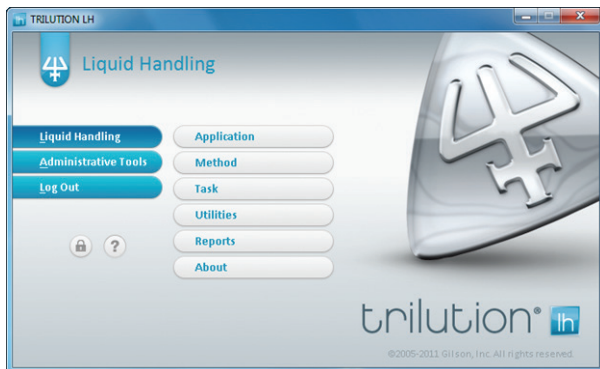 TRILUTION LH
Liquid Handling
Liquid Handling
Administrative Tools
Log Out
?
Application
Method
Task
Utilities
Reports
About
trilution® lh
©2005-2011 Gilson, Inc. All rights reserved.